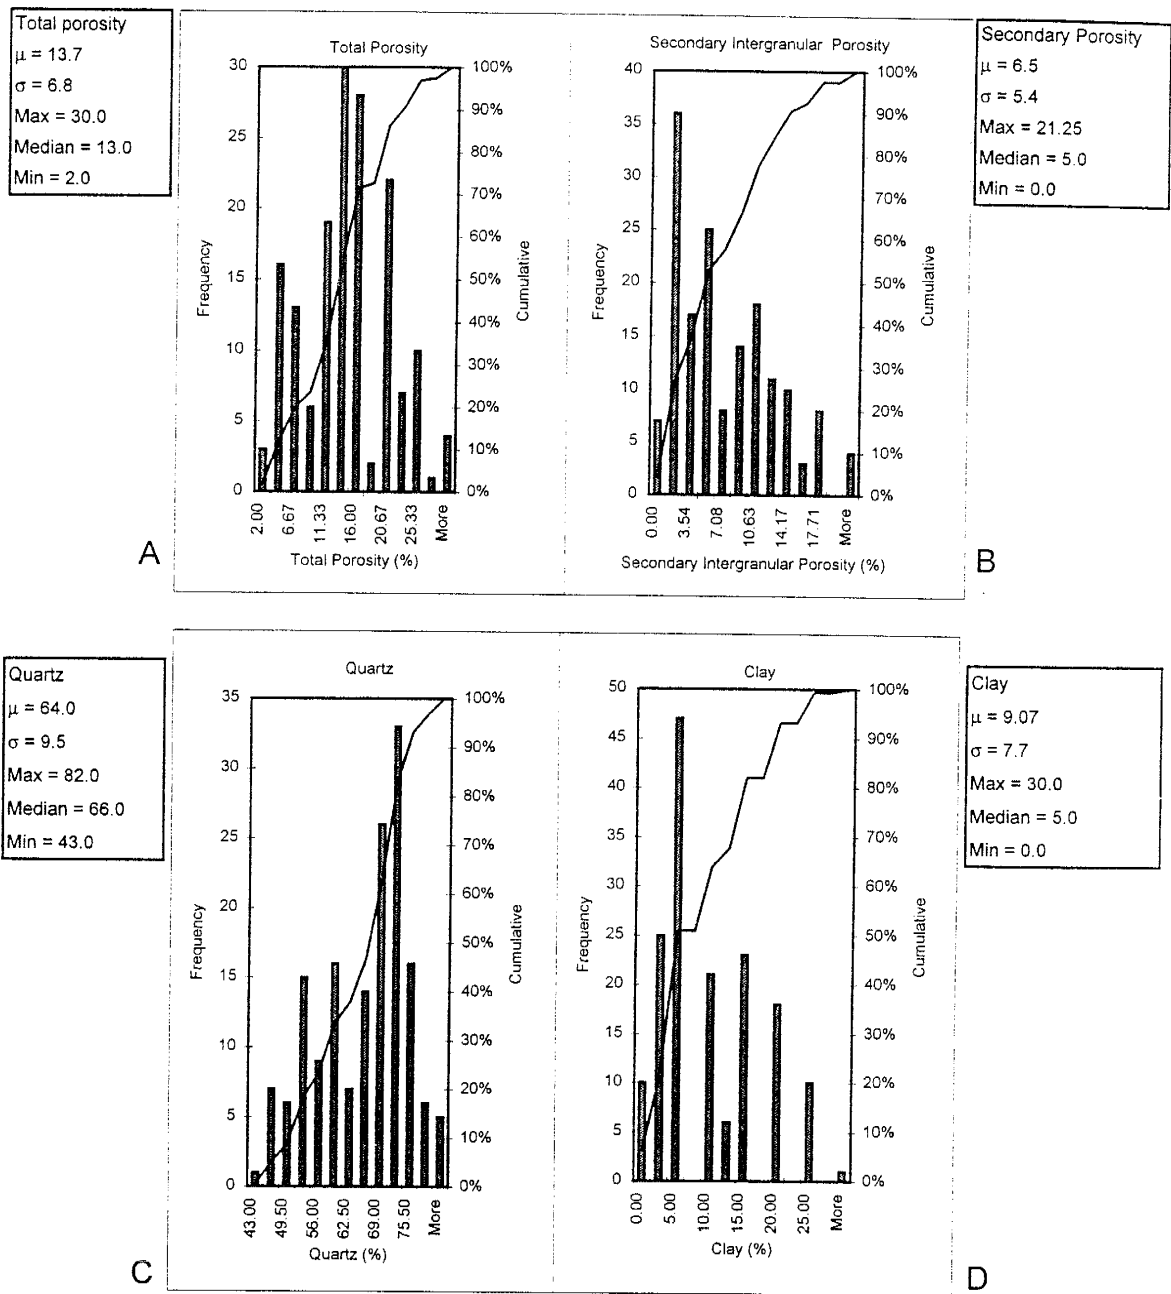 Total porosity
μ = 13.7
σ = 6.8
Max = 30.0
Median = 13.0
Min = 2.0
Total Porosity
30
25
20
15
10
5
0
Frequency
100%
90%
80%
70%
60%
50%
40%
30%
20%
10%
0%
Cumulative
2.00 6.67 11.33 16.00 20.67 25.33 More
Total Porosity (%)
A
Secondary Intergranular Porosity
40
35
30
25
20
15
10
5
0
Frequency
100%
90%
80%
70%
60%
50%
40%
30%
20%
10%
0%
Cumulative
0.00 3.54 7.08 10.63 14.17 17.71 More
Secondary Intergranular Porosity (%)
B
Secondary Porosity
μ = 6.5
σ = 5.4
Max = 21.25
Median = 5.0
Min = 0.0
Quartz
μ = 64.0
σ = 9.5
Max = 82.0
Median = 66.0
Min = 43.0
Quartz
35
30
25
20
15
10
5
0
Frequency
100%
90%
80%
70%
60%
50%
40%
30%
20%
10%
0%
Cumulative
43.00 49.50 56.00 62.50 69.00 75.50 More
Quartz (%)
C
Clay
50
45
40
35
30
25
20
15
10
5
0
Frequency
100%
90%
80%
70%
60%
50%
40%
30%
20%
10%
0%
Cumulative
0.00 5.00 10.00 15.00 20.00 25.00 More
Clay (%)
D
Clay
μ = 9.07
σ = 7.7
Max = 30.0
Median = 5.0
Min = 0.0